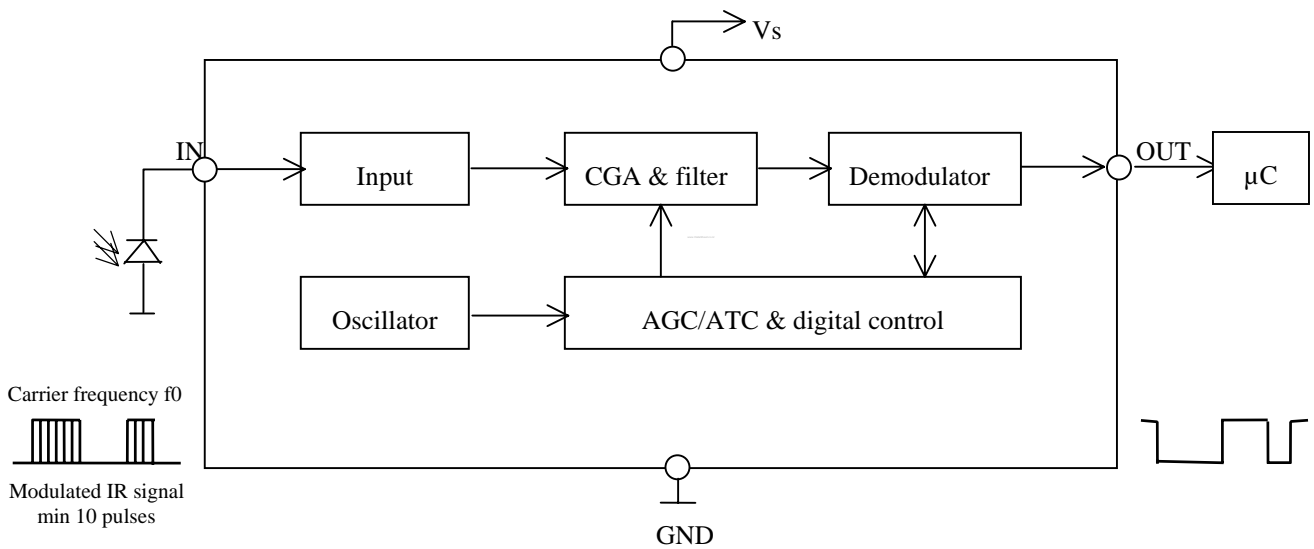 Vs
IN
OUT
Input
CGA & filter
Demodulator
µC
Oscillator
AGC/ATC & digital control
Carrier frequency f0
Modulated IR signal
min 10 pulses
GND